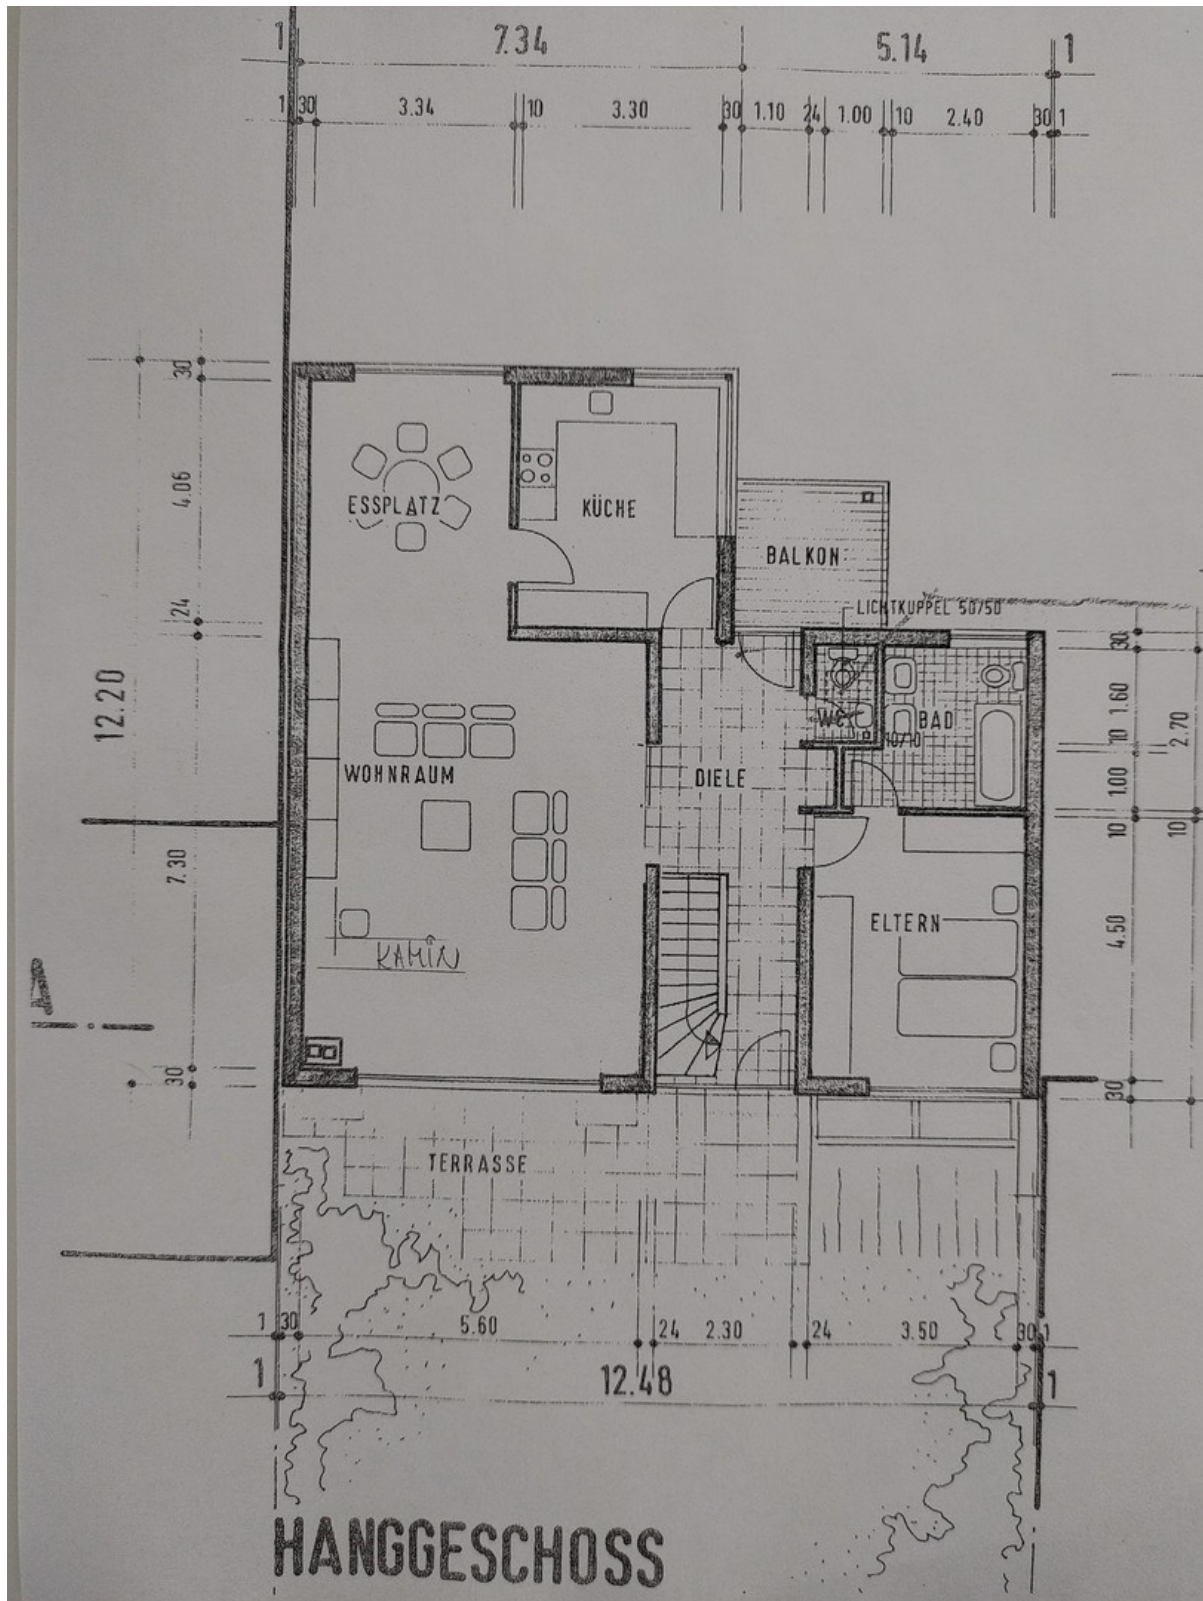 1 7.34 5.14 1
1 30 3.34 10 3.30 30 1.10 24 1.00 10 2.40 30 1
30
4.06
24
12.20
7.30
30
ESSPLATZ
KÜCHE
BALKON
LICHTKUPPEL 50/50
WC
BAD
10/10
WOHNRAUM
DIELE
ELTERN
KAMIN
30
1.60
10
2.70
1.00
10
10
4.50
30
TERRASSE
1 30 5.60 24 2.30 24 3.50 30 1
1 12.48 1
HANGGESCHOSS